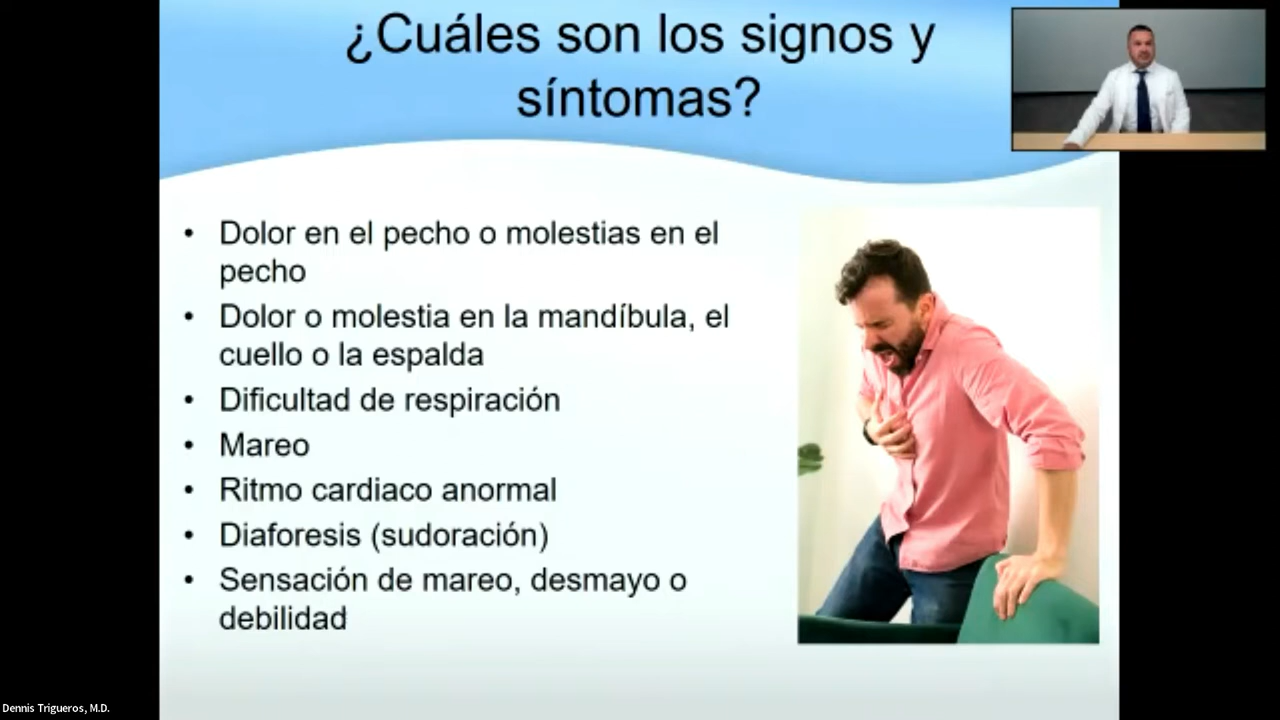 ¿Cuáles son los signos y
síntomas?
• Dolor en el pecho o molestias en el
pecho
• Dolor o molestia en la mandíbula, el
cuello o la espalda
• Dificultad de respiración
• Mareo
• Ritmo cardiaco anormal
• Diaforesis (sudoración)
• Sensación de mareo, desmayo o
debilidad
Dennis Trigueros, M.D.